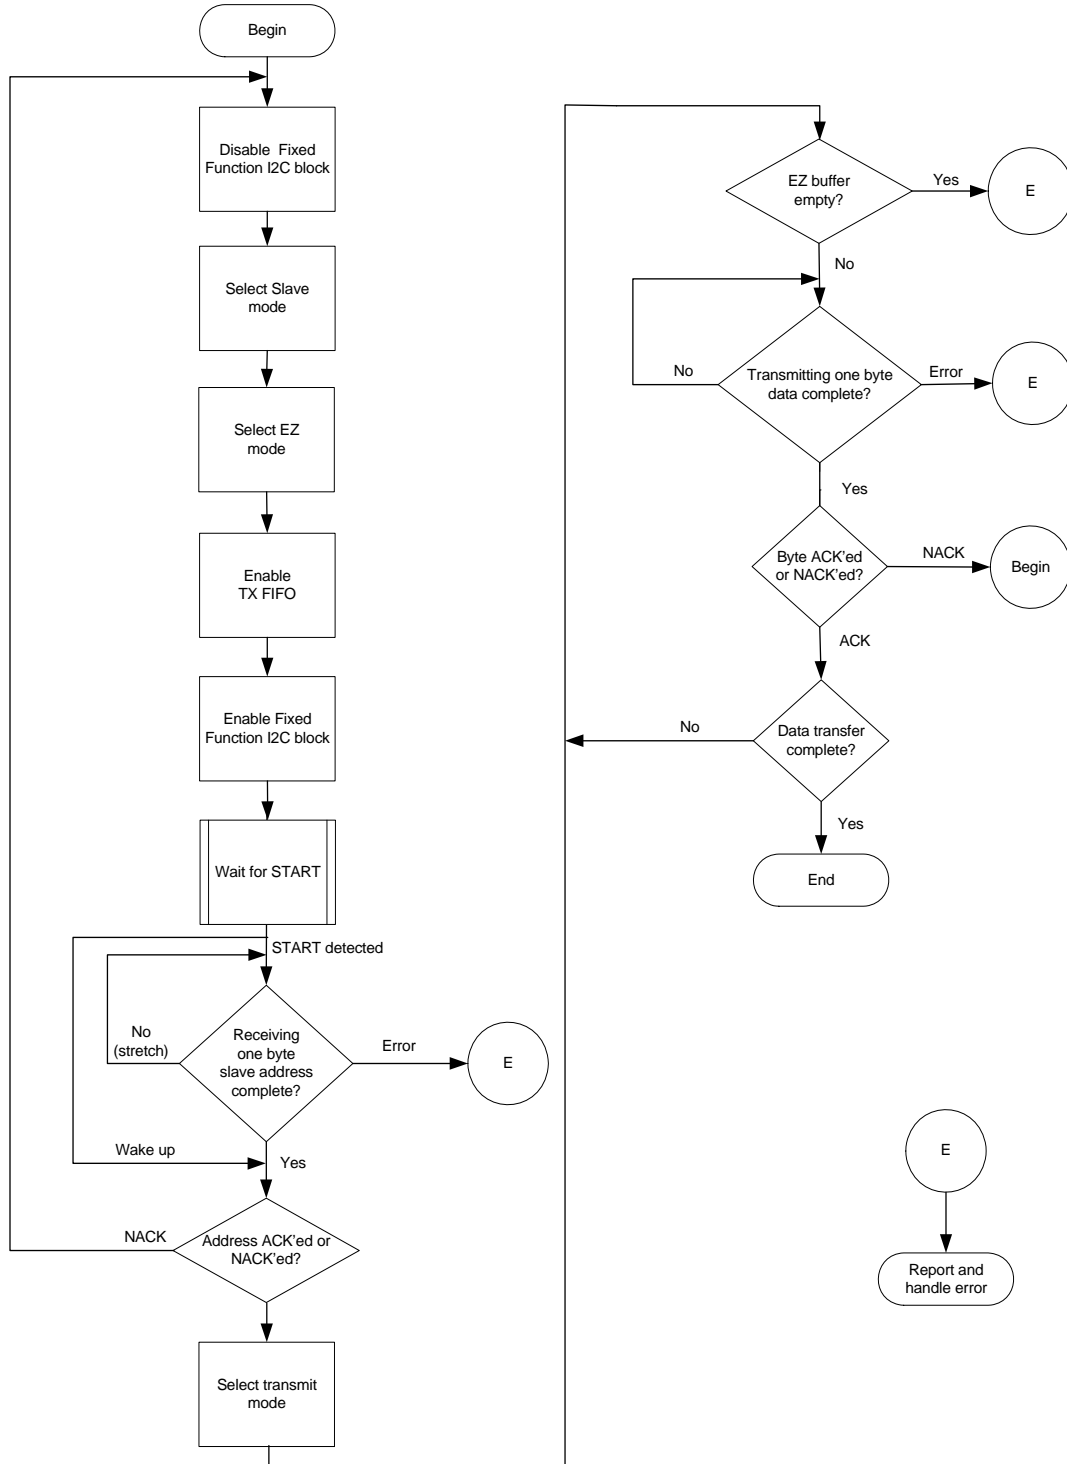 Begin
Disable Fixed
Function I2C block
Select Slave
mode
Select EZ
mode
Enable
TX FIFO
Enable Fixed
Function I2C block
Wait for START
START detected
No
(stretch)
Receiving
one byte
slave address
complete?
Error
E
Wake up
Yes
NACK
Address ACK'ed or
NACK'ed?
Select transmit
mode
EZ buffer
empty?
Yes
E
No
No
Transmitting one byte
data complete?
Error
E
Yes
Byte ACK'ed
or NACK'ed?
NACK
Begin
ACK
No
Data transfer
complete?
Yes
End
E
Report and
handle error